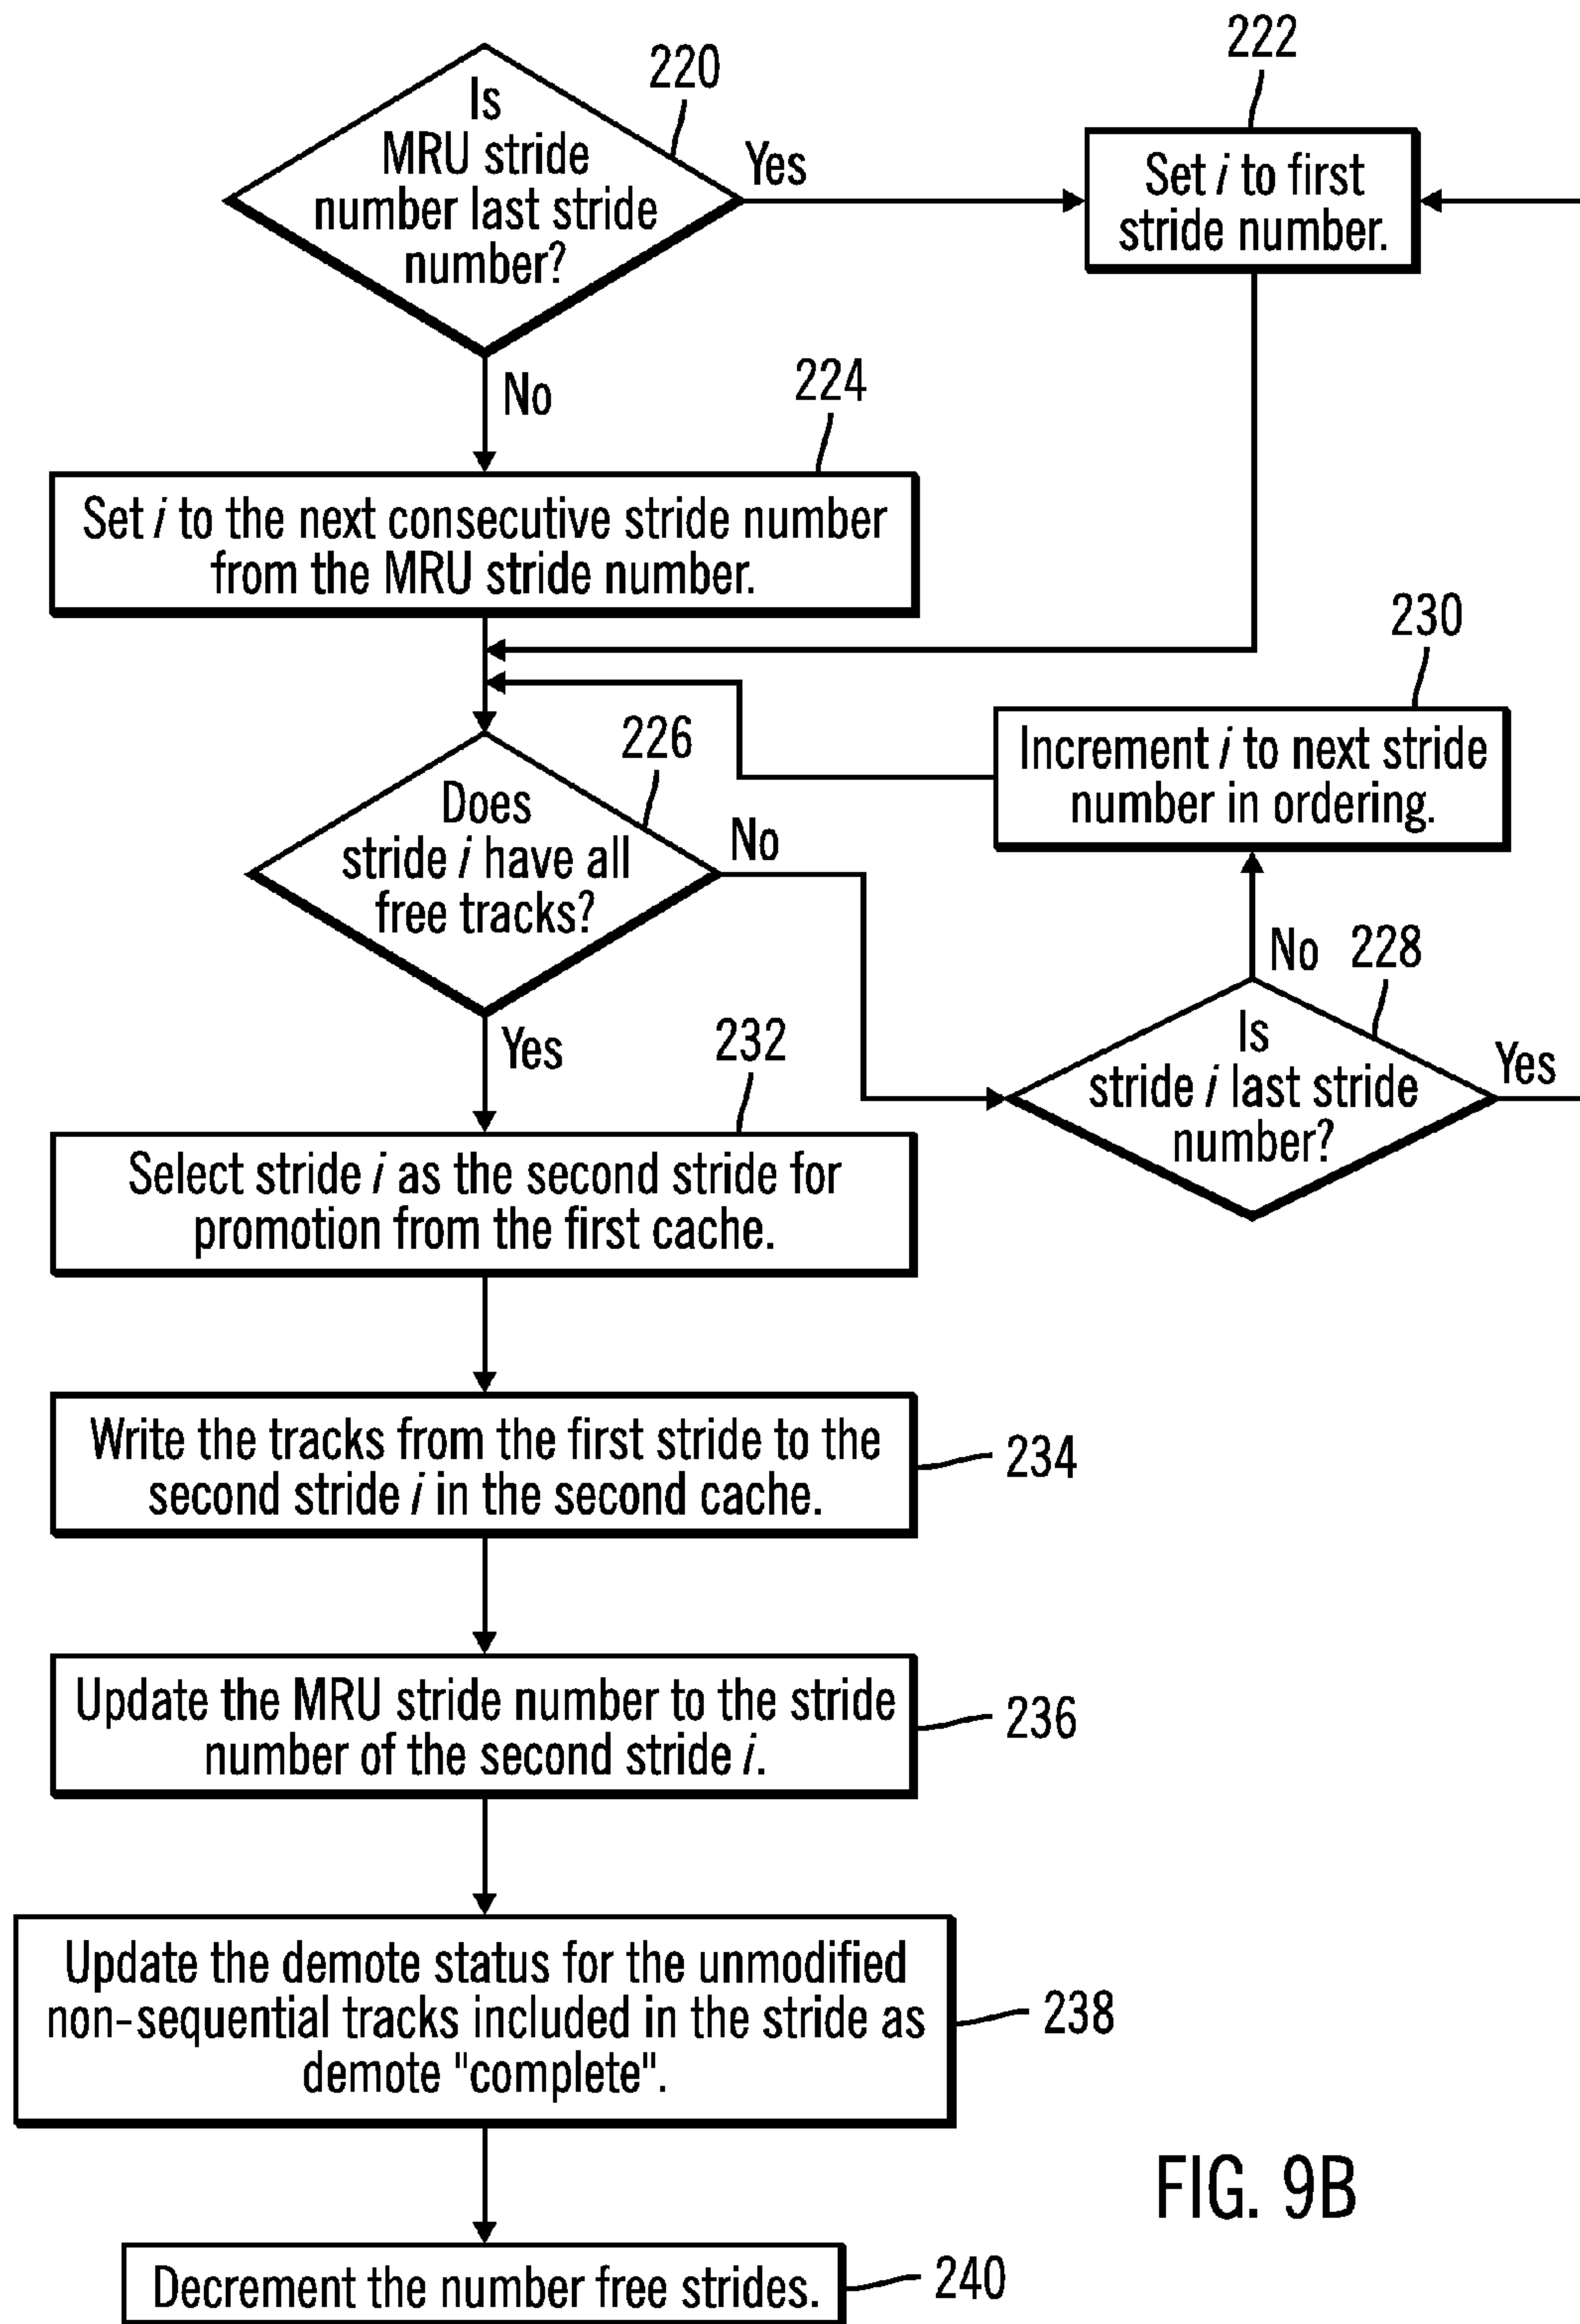 222
220
Is
MRU stride
number last stride
number?
Yes
Set i to first
stride number.
No
224
Set i to the next consecutive stride number
from the MRU stride number.
230
Increment i to next stride
number in ordering.
226
Does
stride i have all
free tracks?
No
No
228
Is
stride i last stride
number?
Yes
Yes
232
Select stride i as the second stride for
promotion from the first cache.
Write the tracks from the first stride to the
second stride i in the second cache.
234
Update the MRU stride number to the stride
number of the second stride i.
236
Update the demote status for the unmodified
non-sequential tracks included in the stride as
demote "complete".
238
FIG. 9B
Decrement the number free strides.
240